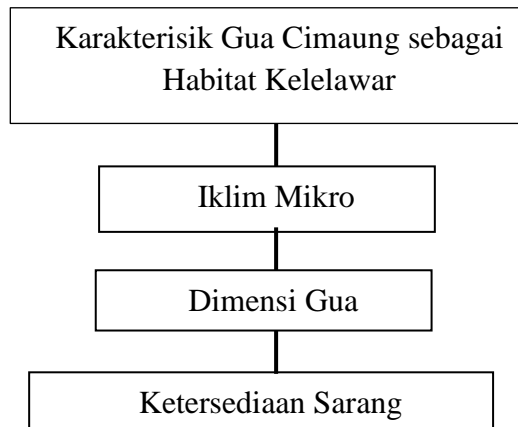 Karakterisik Gua Cimaung sebagai
Habitat Kelelawar
Iklim Mikro
Dimensi Gua
Ketersediaan Sarang